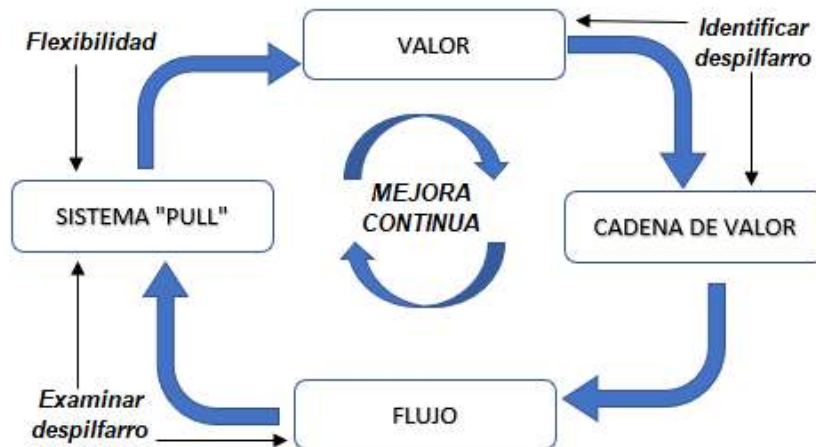 Flexibilidad
VALOR
Identificar
despilfarro
SISTEMA "PULL"
MEJORA
CONTINUA
CADENA DE VALOR
Examinar
despilfarro
FLUJO